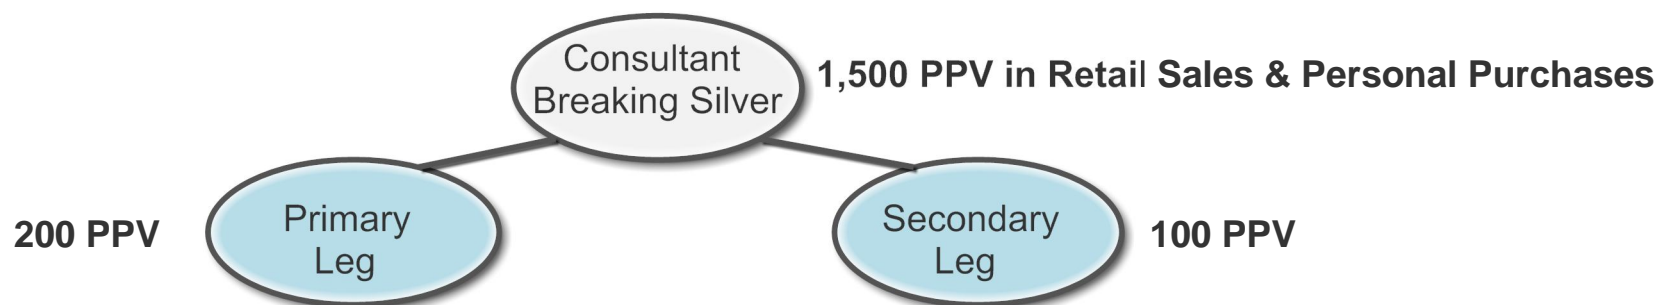 Consultant
Breaking Silver
1,500 PPV in Retail Sales & Personal Purchases
200 PPV
Primary
Leg
Secondary
Leg
100 PPV